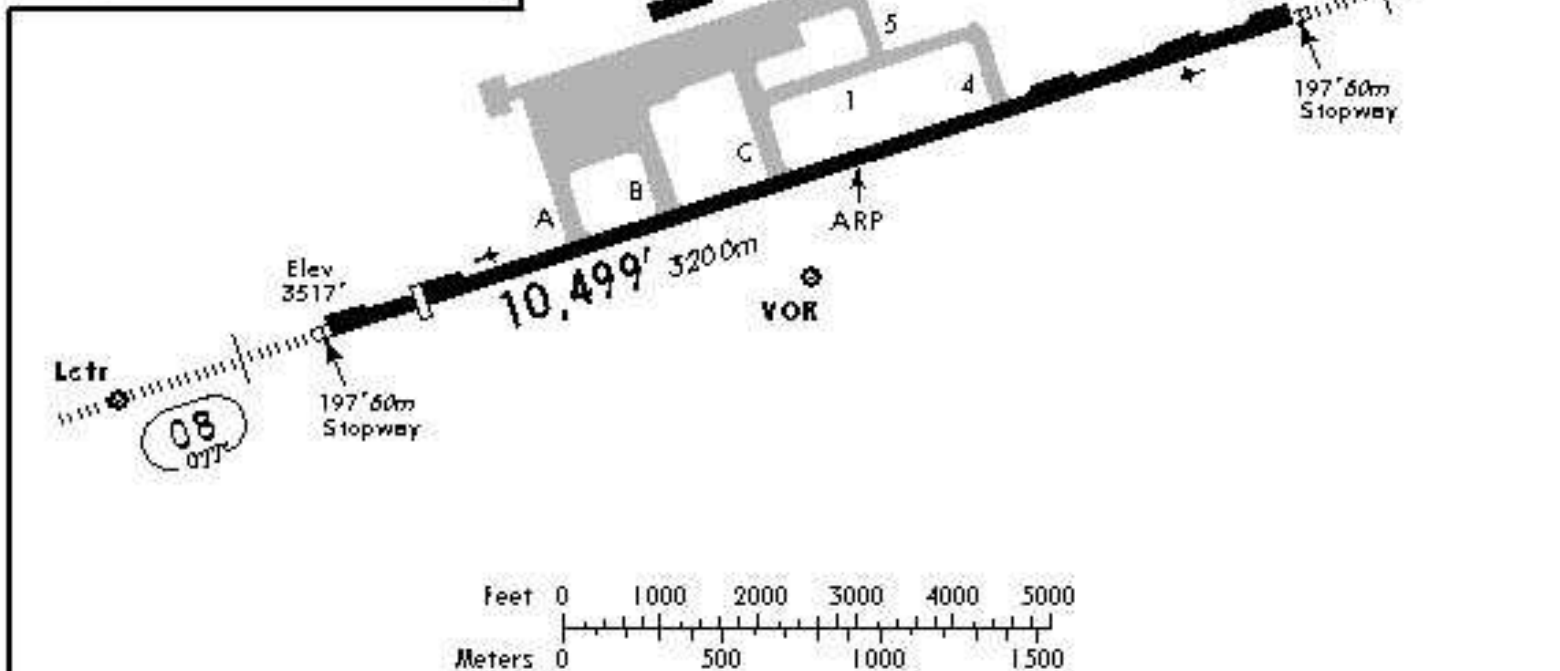 5
4
1
197' 60m
Stopway
C
B
A
ARP
Elev
3517'
10,499' 3200m
VOR
Lctr
197' 60m
Stopway
08
077°
Feet 0 1000 2000 3000 4000 5000
Meters 0 500 1000 1500